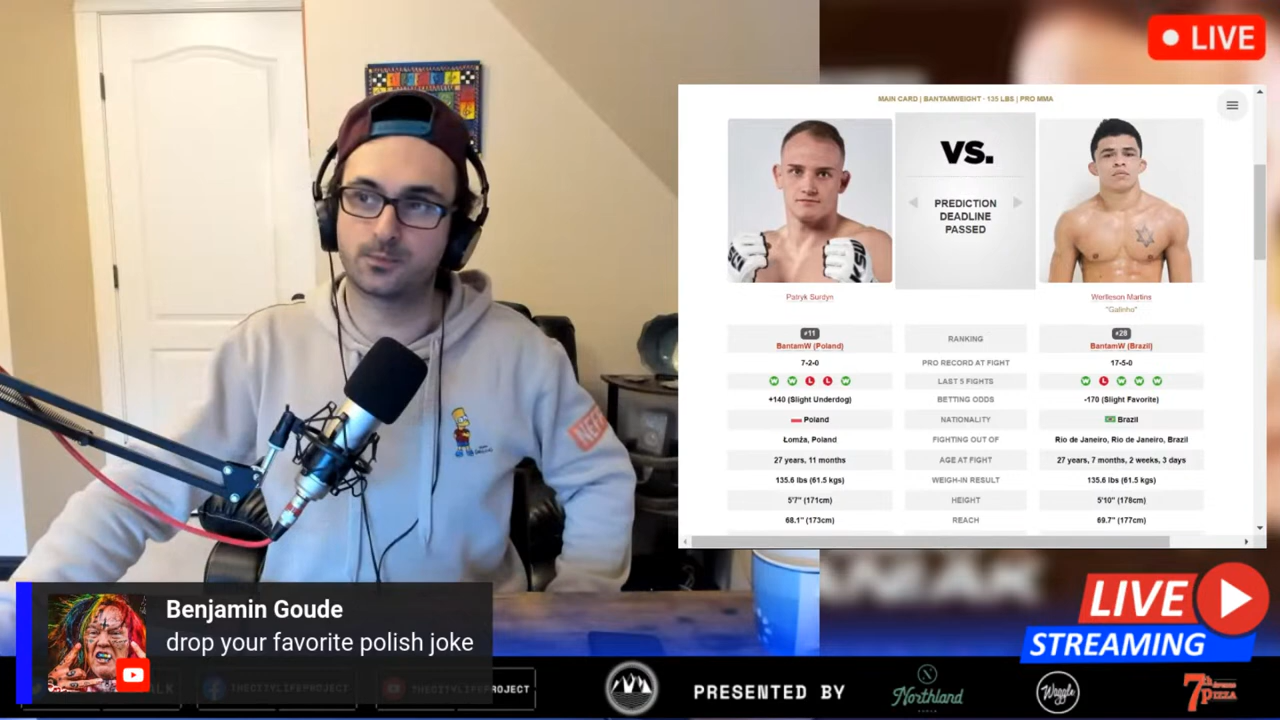 LIVE
MAIN CARD | BANTAMWEIGHT · 135 LBS | PRO MMA
VS.
PREDICTION
DEADLINE
PASSED
Patryk Surdyn
Werlleson Martins
"Galinho"
#11
RANKING
#28
BantamW (Poland)
BantamW (Brazil)
7-2-0
PRO RECORD AT FIGHT
17-5-0
W W L L W
LAST 5 FIGHTS
W L W W W
+140 (Slight Underdog)
BETTING ODDS
-170 (Slight Favorite)
Poland
NATIONALITY
Brazil
Łomża, Poland
FIGHTING OUT OF
Rio de Janeiro, Rio de Janeiro, Brazil
27 years, 11 months
AGE AT FIGHT
27 years, 7 months, 2 weeks, 3 days
135.6 lbs (61.5 kgs)
WEIGH-IN RESULT
135.6 lbs (61.5 kgs)
5'7" (171cm)
HEIGHT
5'10" (178cm)
68.1" (173cm)
REACH
69.7" (177cm)
Benjamin Goude
drop your favorite polish joke
LIVE
STREAMING
THECITYLIFEPROJECT
THECITYLIFEPROJECT
PRESENTED BY
Northland
Waggle
7th
PIZZA